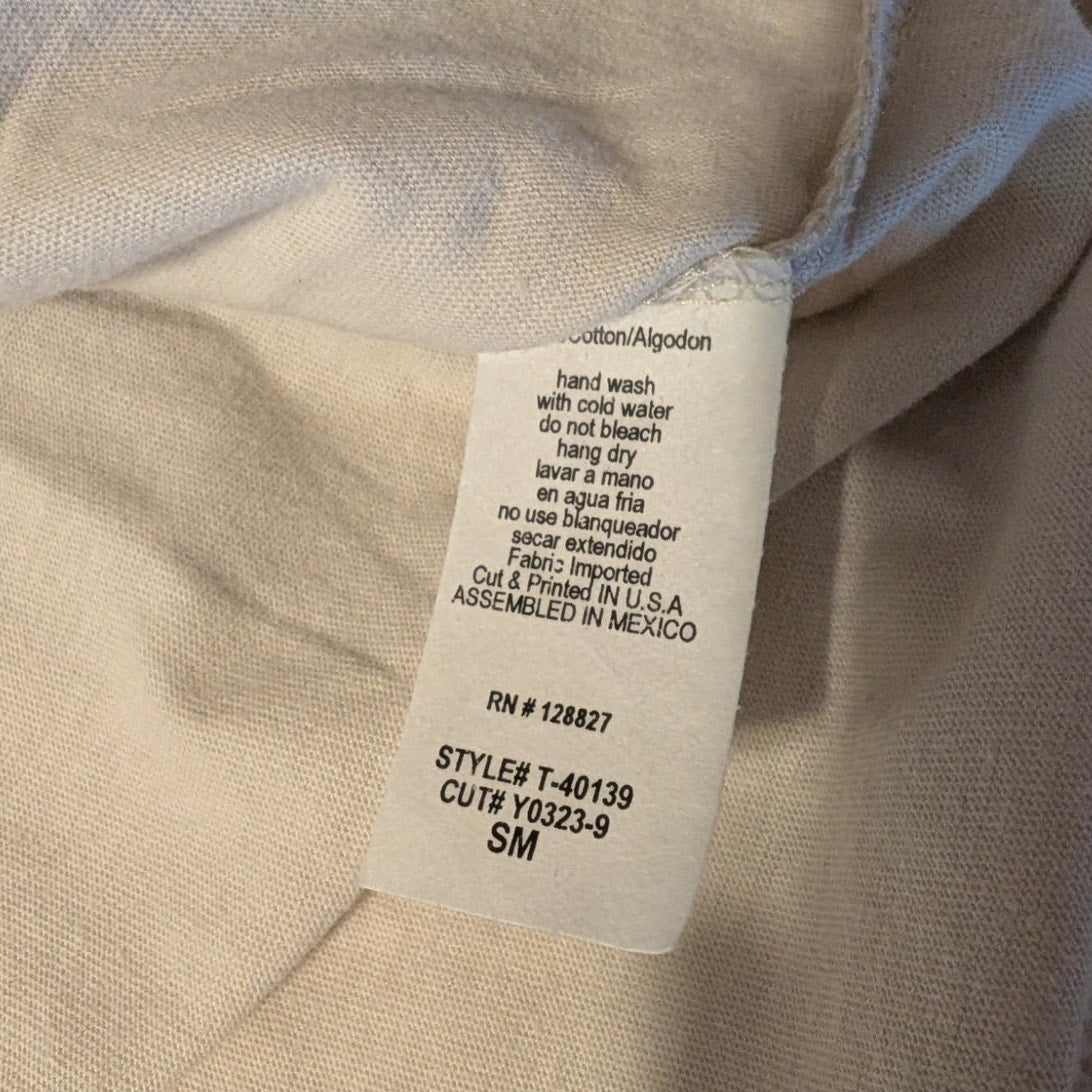 Cotton/Algodon
hand wash
with cold water
do not bleach
hang dry
lavar a mano
en agua fria
no use blanqueador
secar extendido
Fabric Imported
Cut & Printed IN U.S.A
ASSEMBLED IN MEXICO
RN # 128827
STYLE# T-40139
CUT# Y0323-9
SM